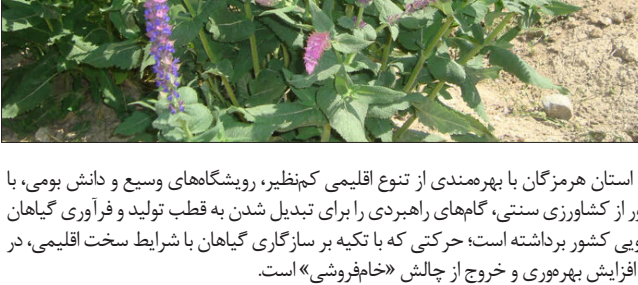 استان هرمزگان با بهره‌مندی از تنوع اقلیمی کم‌نظیر، رویشگاه‌های وسیع و دانش بومی، با
از کشاورزی سنتی، گام‌های راهبردی را برای تبدیل شدن به قطب تولید و فرآوری گیاهان
کشور برداشته است؛ حرکتی که با تکیه بر سازگاری گیاهان با شرایط سخت اقلیمی، در
افزایش بهره‌وری و خروج از چالش «خام‌فروشی» است.